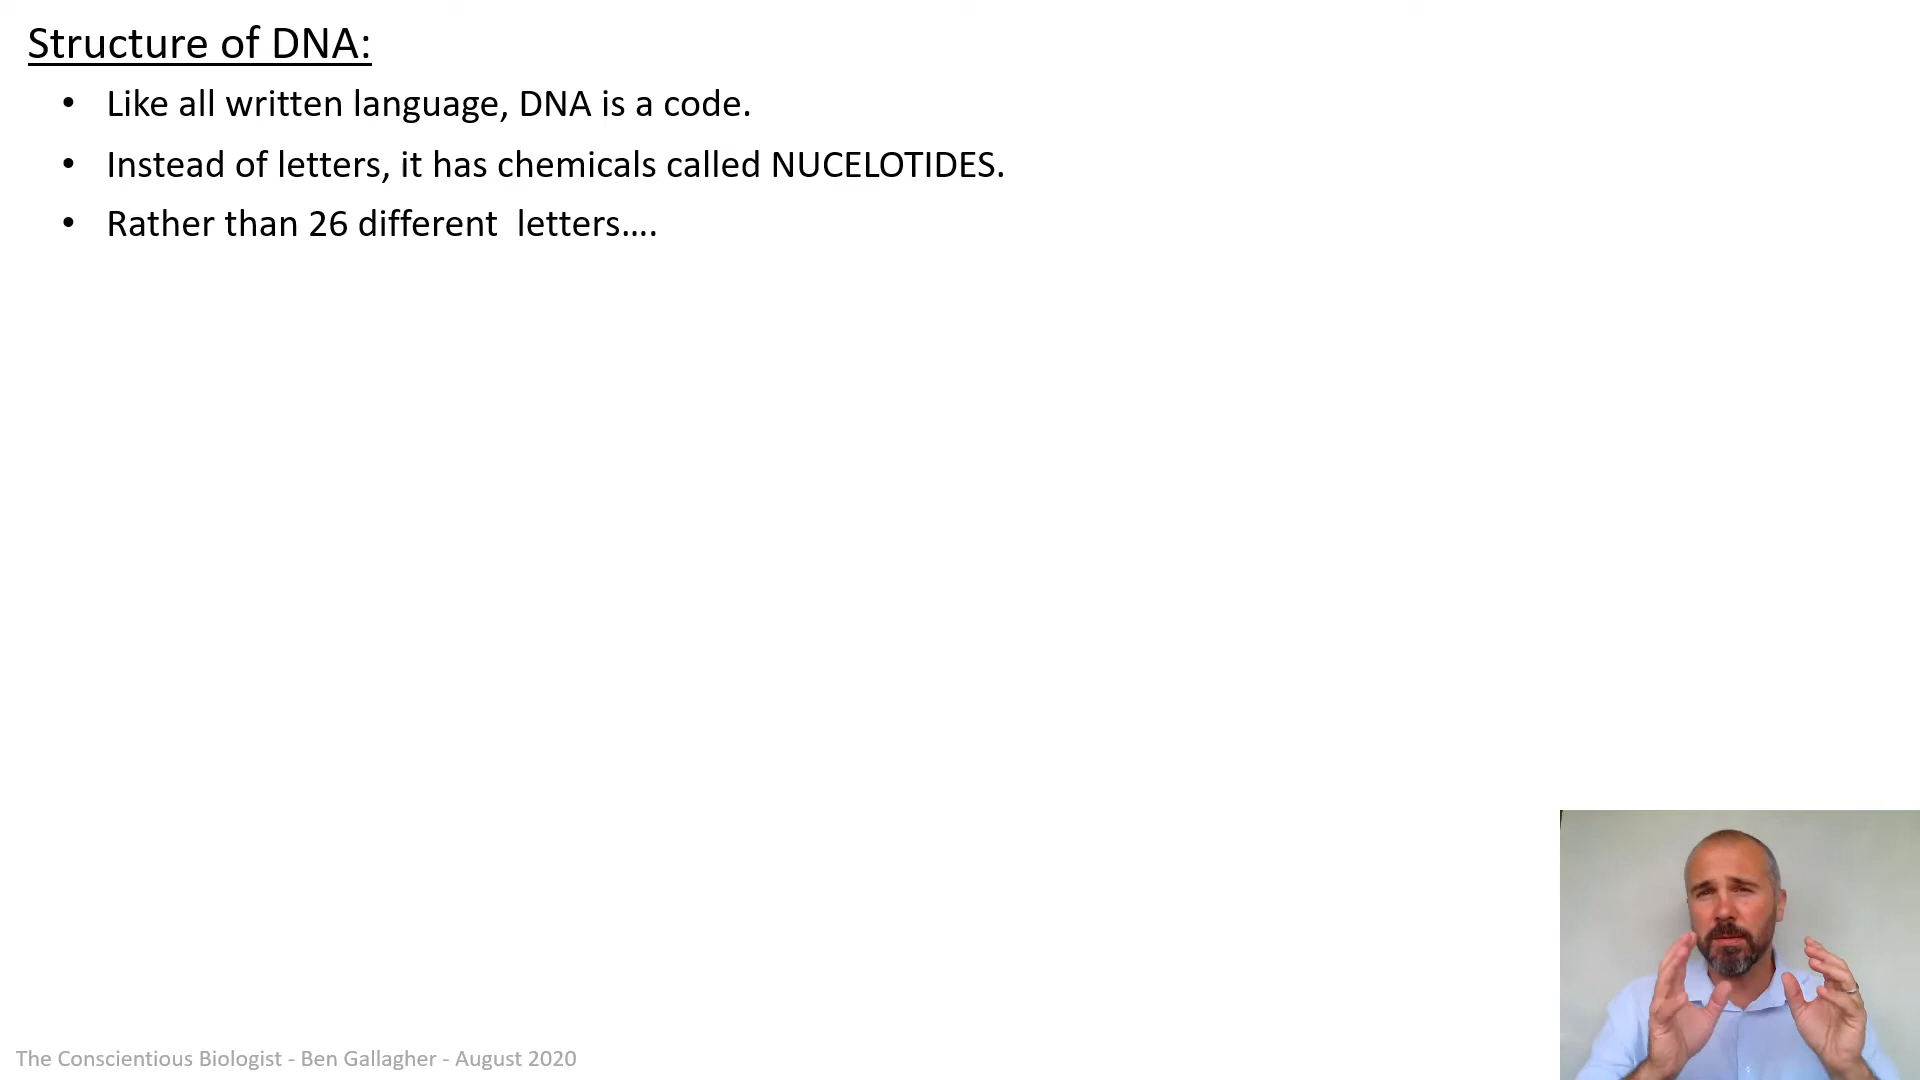 Structure of DNA:
• Like all written language, DNA is a code.
• Instead of letters, it has chemicals called NUCELOTIDES.
• Rather than 26 different  letters....
The Conscientious Biologist - Ben Gallagher - August 2020